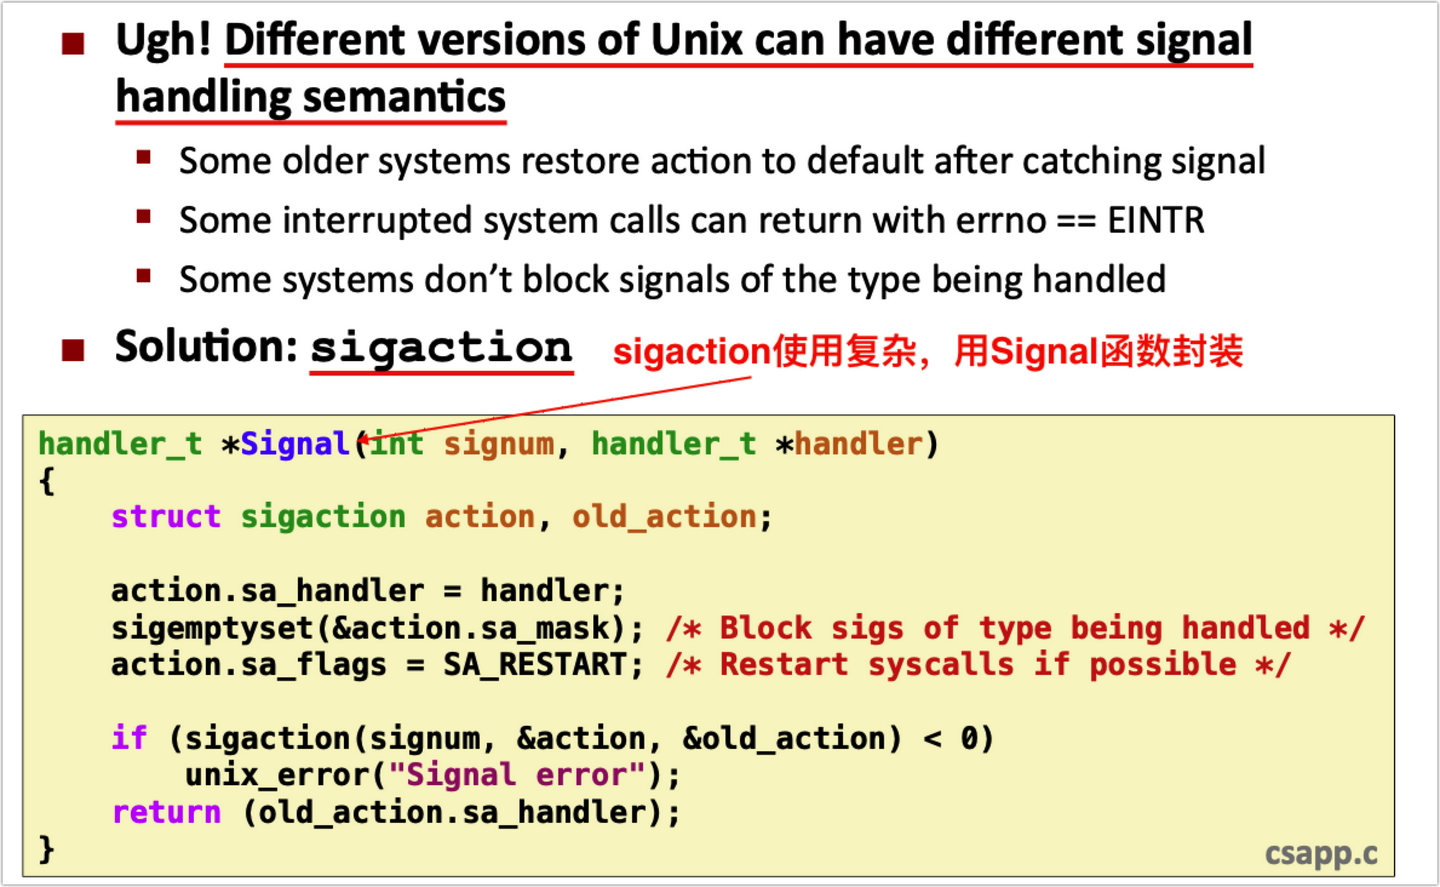 ■ Ugh! Different versions of Unix can have different signal
handling semantics
▪ Some older systems restore action to default after catching signal
▪ Some interrupted system calls can return with errno == EINTR
▪ Some systems don’t block signals of the type being handled
■ Solution: sigaction sigaction使用复杂，用Signal函数封装
handler_t *Signal(int signum, handler_t *handler)
{
    struct sigaction action, old_action;

    action.sa_handler = handler;
    sigemptyset(&action.sa_mask); /* Block sigs of type being handled */
    action.sa_flags = SA_RESTART; /* Restart syscalls if possible */

    if (sigaction(signum, &action, &old_action) < 0)
        unix_error("Signal error");
    return (old_action.sa_handler);
}
csapp.c